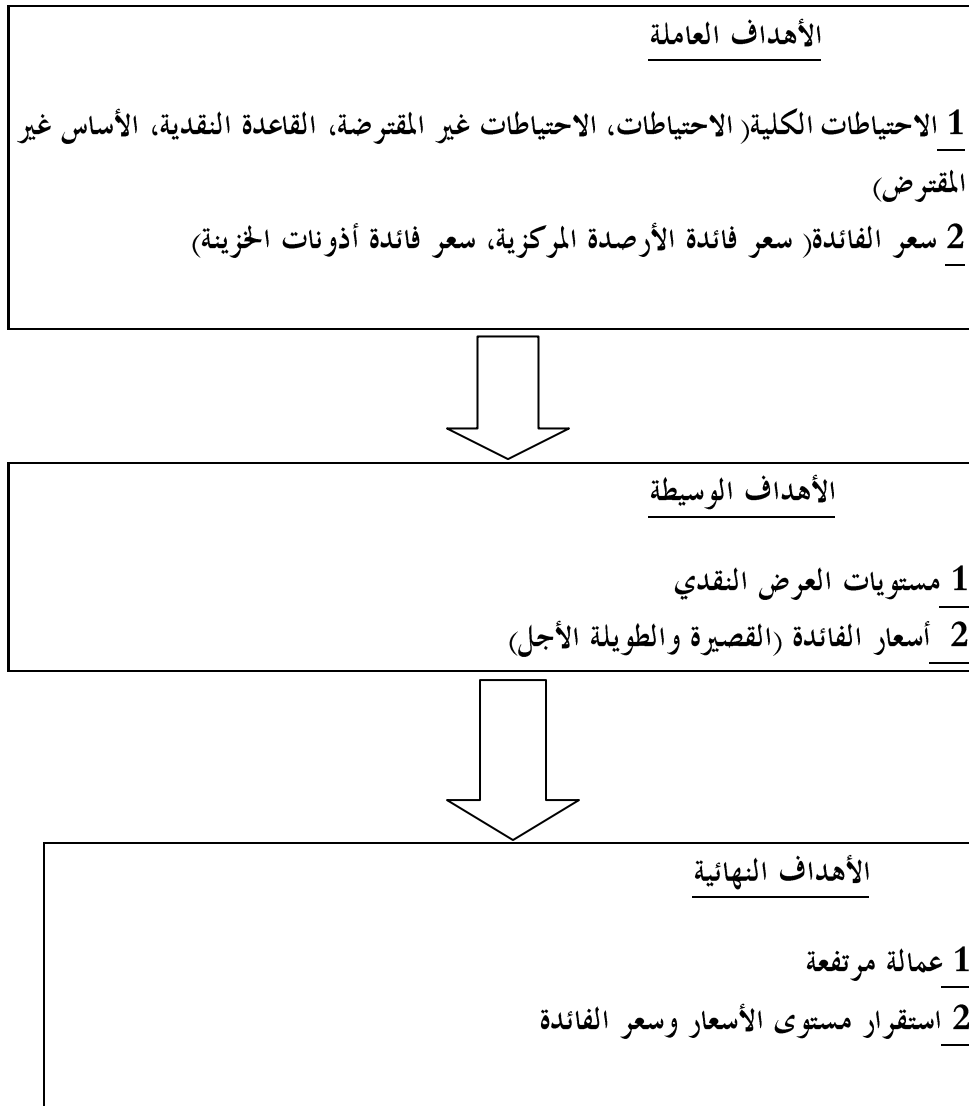 الأهداف العاملة
1 الاحتياطات الكلية( الاحتياطات، الاحتياطات غير المقترضة، القاعدة النقدية، الأساس غير
المقترض)
2 سعر الفائدة( سعر فائدة الأرصدة المركزية، سعر فائدة أذونات الخزينة)
الأهداف الوسيطة
1 مستويات العرض النقدي
2 أسعار الفائدة (القصيرة والطويلة الأجل)
الأهداف النهائية
1 عمالة مرتفعة
2 استقرار مستوى الأسعار وسعر الفائدة